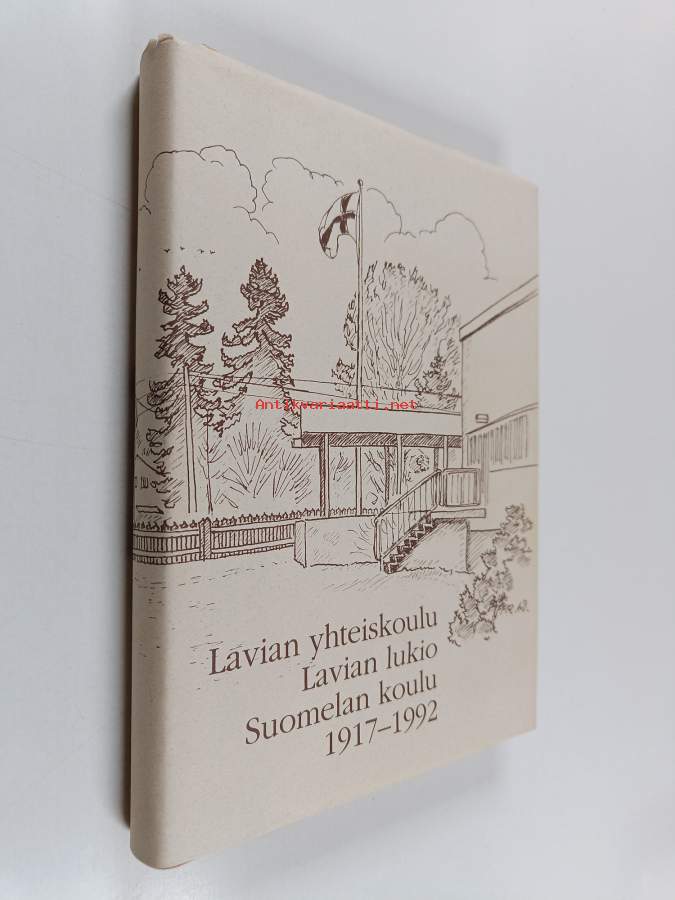 Antikvariaatti.net
Lavian yhteiskoulu
Lavian lukio
Suomelan koulu
1917–1992